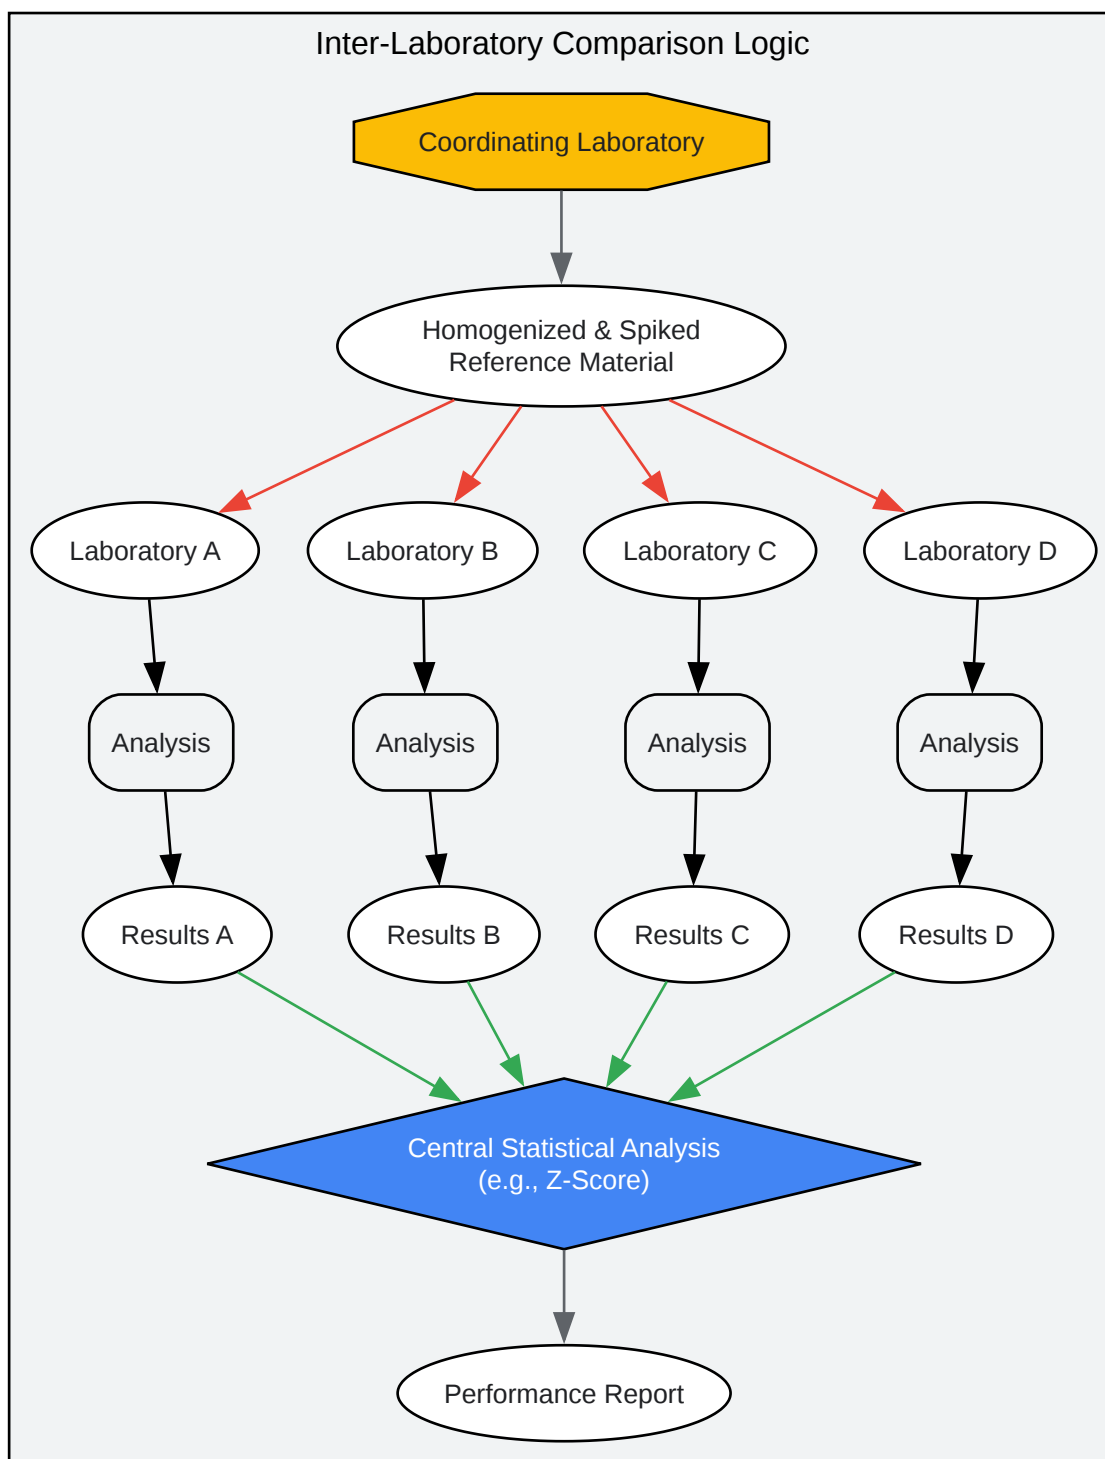 Inter-Laboratory Comparison Logic
Coordinating Laboratory
Homogenized & Spiked
Reference Material
Laboratory A
Laboratory B
Laboratory C
Laboratory D
Analysis
Analysis
Analysis
Analysis
Results A
Results B
Results C
Results D
Central Statistical Analysis
(e.g., Z-Score)
Performance Report